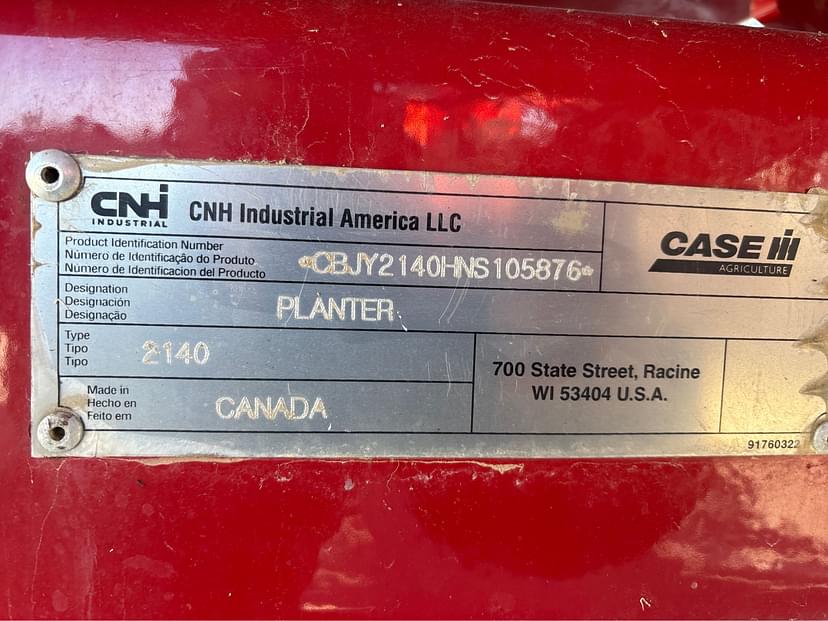 CNH
INDUSTRIAL
CNH Industrial America LLC
Product Identification Number
Número de Identificação do Produto
Número de Identificacion del Producto
*CBJY2140HNS105876*
CASE IH
AGRICULTURE
Designation
Designación
Designação
PLANTER
Type
Tipo
Tipo
2140
700 State Street, Racine
WI 53404 U.S.A.
Made in
Hecho en
Feito em
CANADA
91760322